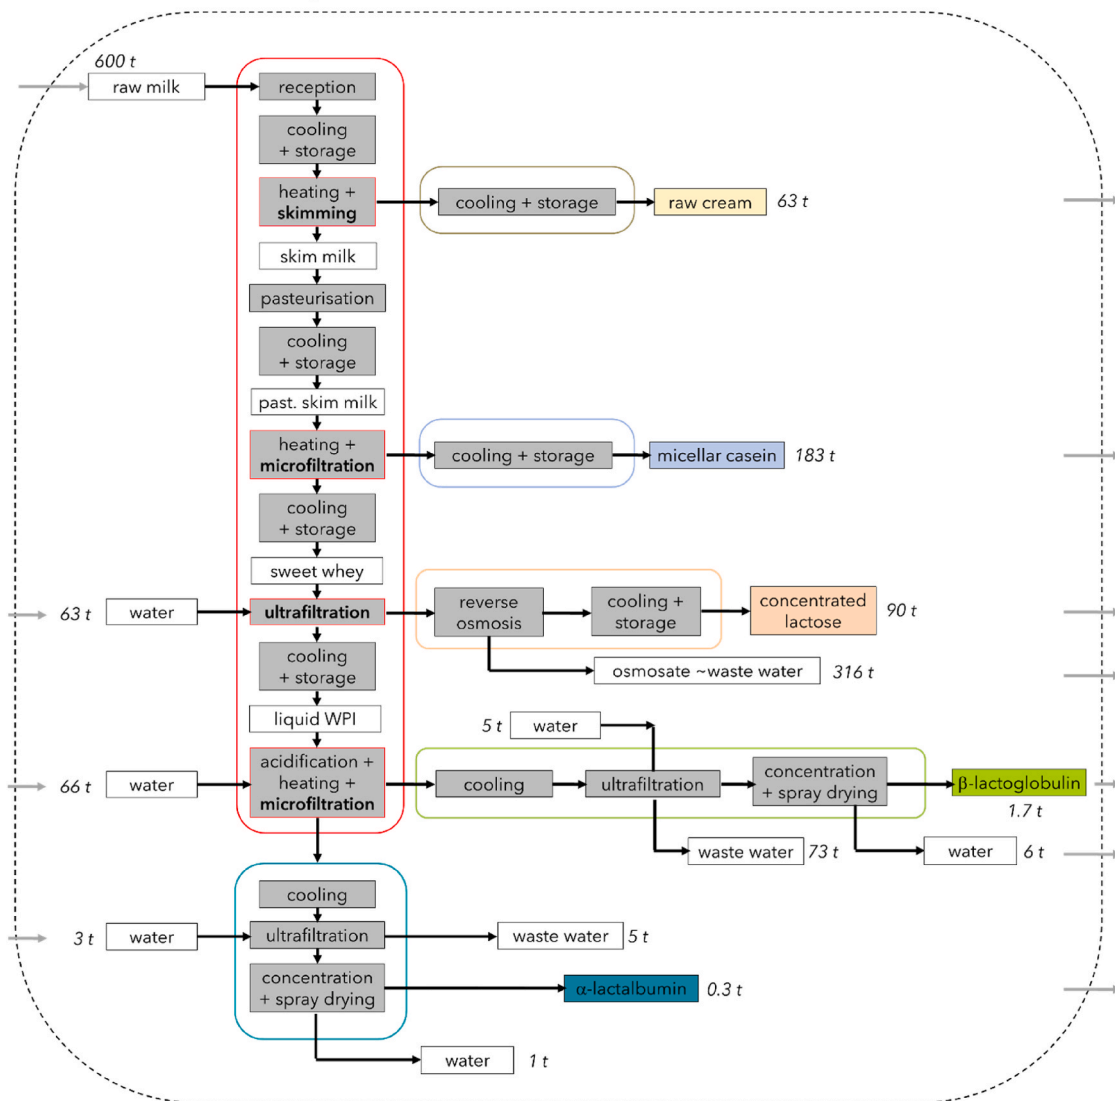 600 t
raw milk
reception
cooling
+ storage
heating +
skimming
cooling + storage
raw cream
63 t
skim milk
pasteurisation
cooling
+ storage
past. skim milk
heating +
microfiltration
cooling + storage
micellar casein
183 t
cooling
+ storage
sweet whey
63 t
water
ultrafiltration
reverse
osmosis
cooling +
storage
concentrated
lactose
90 t
cooling
+ storage
osmosate ~waste water
316 t
liquid WPI
5 t
water
66 t
water
acidification +
heating +
microfiltration
cooling
ultrafiltration
concentration
+ spray drying
β-lactoglobulin
1.7 t
waste water
73 t
water
6 t
cooling
3 t
water
ultrafiltration
waste water
5 t
concentration
+ spray drying
α-lactalbumin
0.3 t
water
1 t